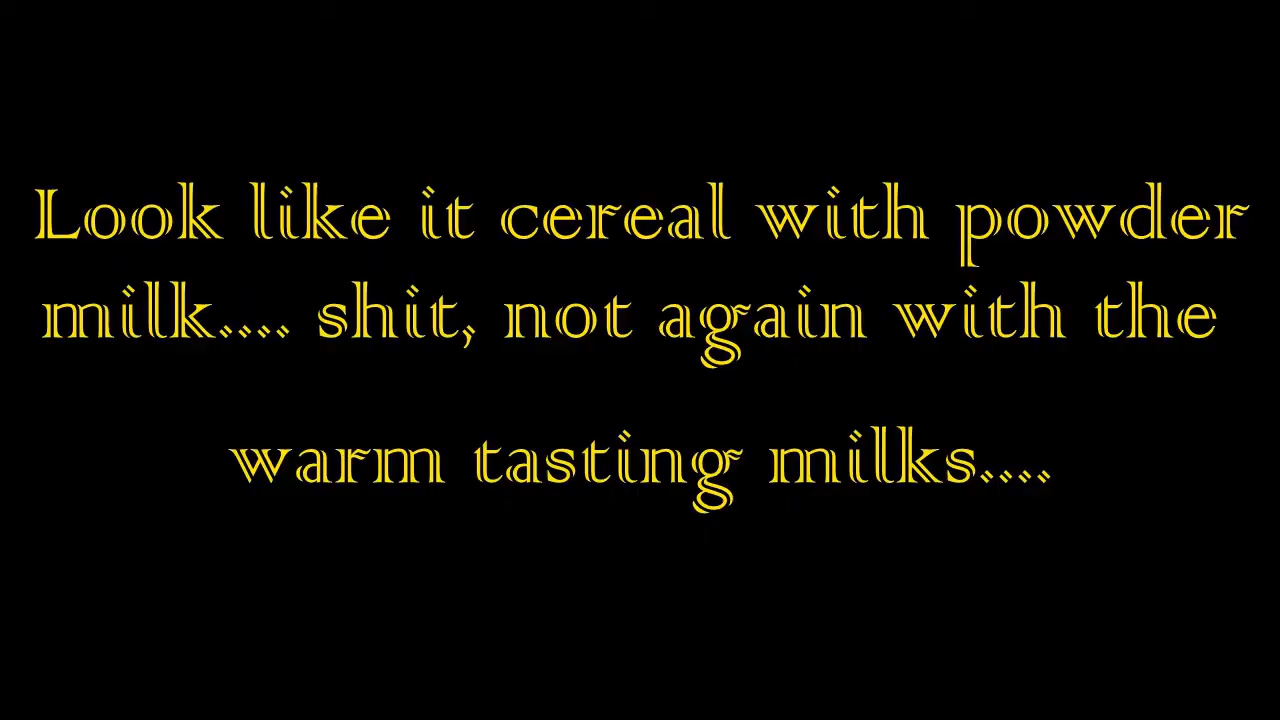 Look like it cereal with powder
milk.... shit, not again with the
warm tasting milks....